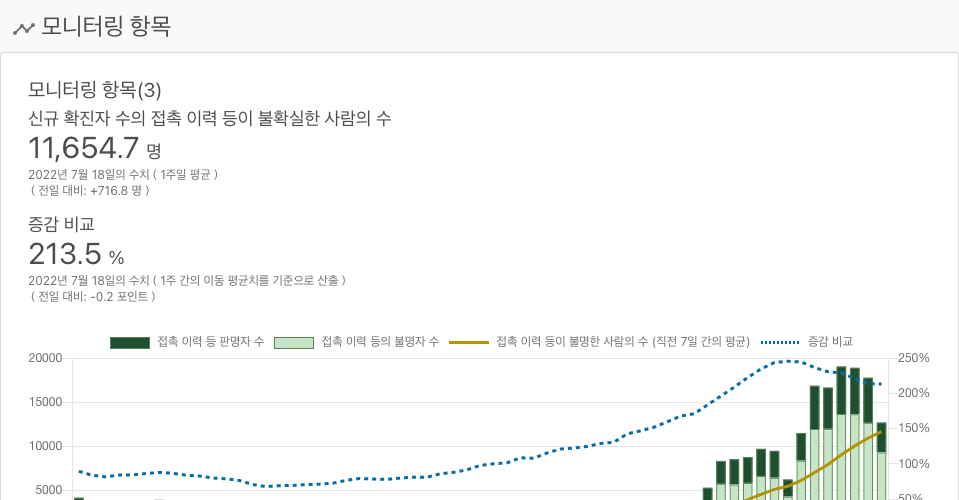 모니터링 항목
모니터링 항목(3)
신규 확진자 수의 접촉 이력 등이 불확실한 사람의 수
11,654.7 명
2022년 7월 18일의 수치 ( 1주일 평균 )
( 전일 대비: +716.8 명 )
증감 비교
213.5 %
2022년 7월 18일의 수치 ( 1주 간의 이동 평균치를 기준으로 산출 )
( 전일 대비: -0.2 포인트 )
접촉 이력 등 판명자 수 접촉 이력 등의 불명자 수 접촉 이력 등이 불명한 사람의 수 (직전 7일 간의 평균) 증감 비교
20000 250%
200%
15000
150%
10000
100%
5000
50%